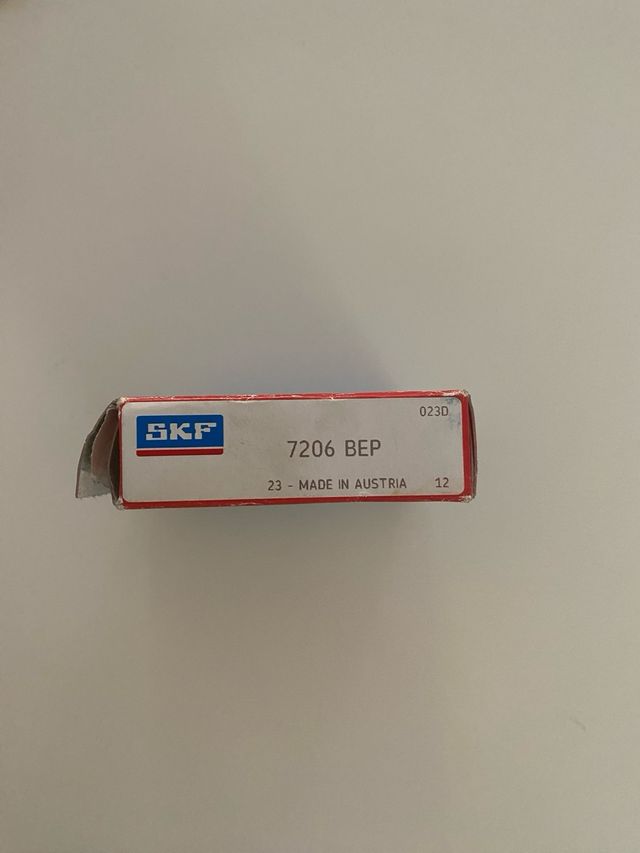 023D
SKF
7206 BEP
23 - MADE IN AUSTRIA 12